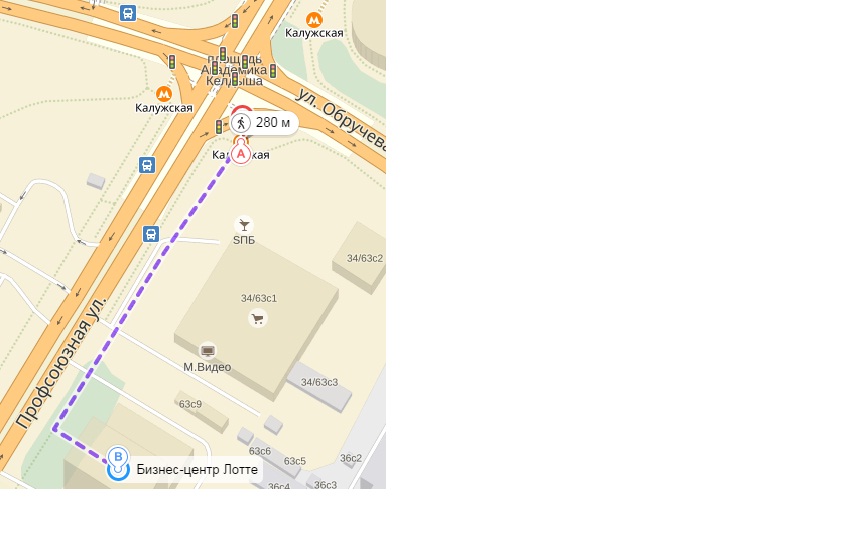 Калужская
площадь
Академика
Келдыша
Калужская
ул. Обручева
280 м
A
SПБ
34/63с2
34/63с1
Профсоюзная ул.
М.Видео
34/63с3
63с9
63с6
63с5
36с2
B
Бизнес-центр Лотте
36с4
36с3